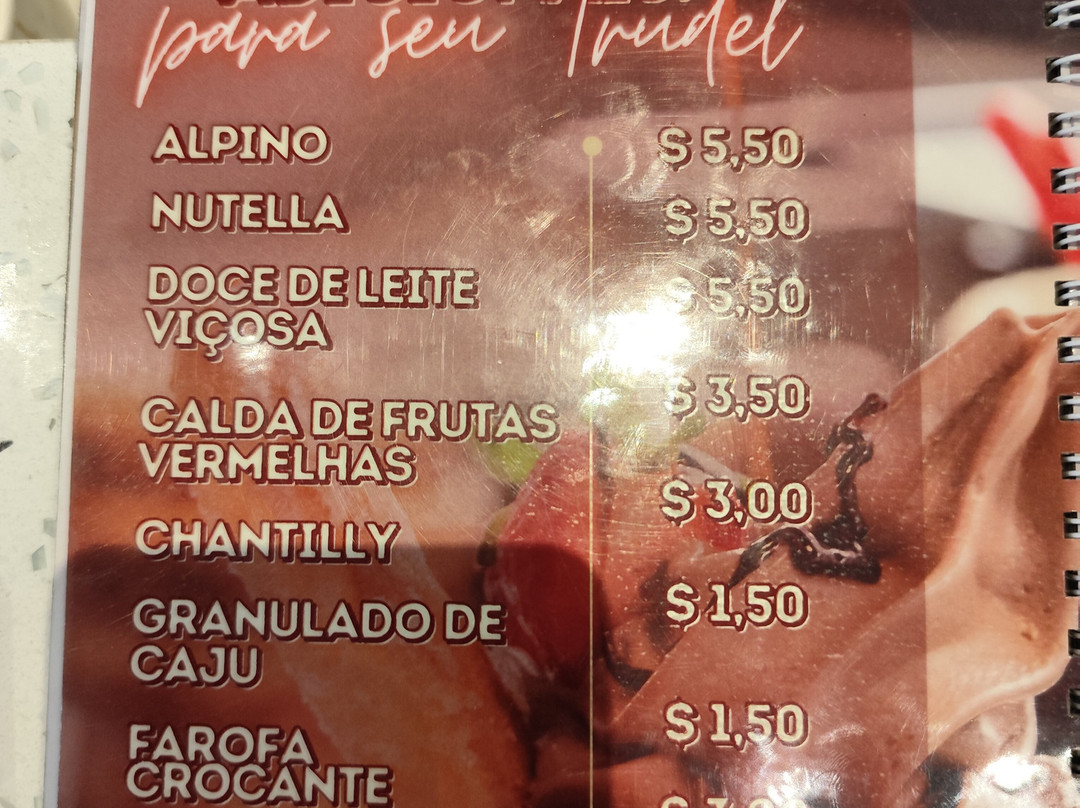 para seu Trudel
ALPINO $ 5,50
NUTELLA $ 5,50
DOCE DE LEITE $ 5,50
VIÇOSA
$ 3,50
CALDA DE FRUTAS
VERMELHAS
$ 3,00
CHANTILLY
$ 1,50
GRANULADO DE
CAJU
$ 1,50
FAROFA
CROCANTE